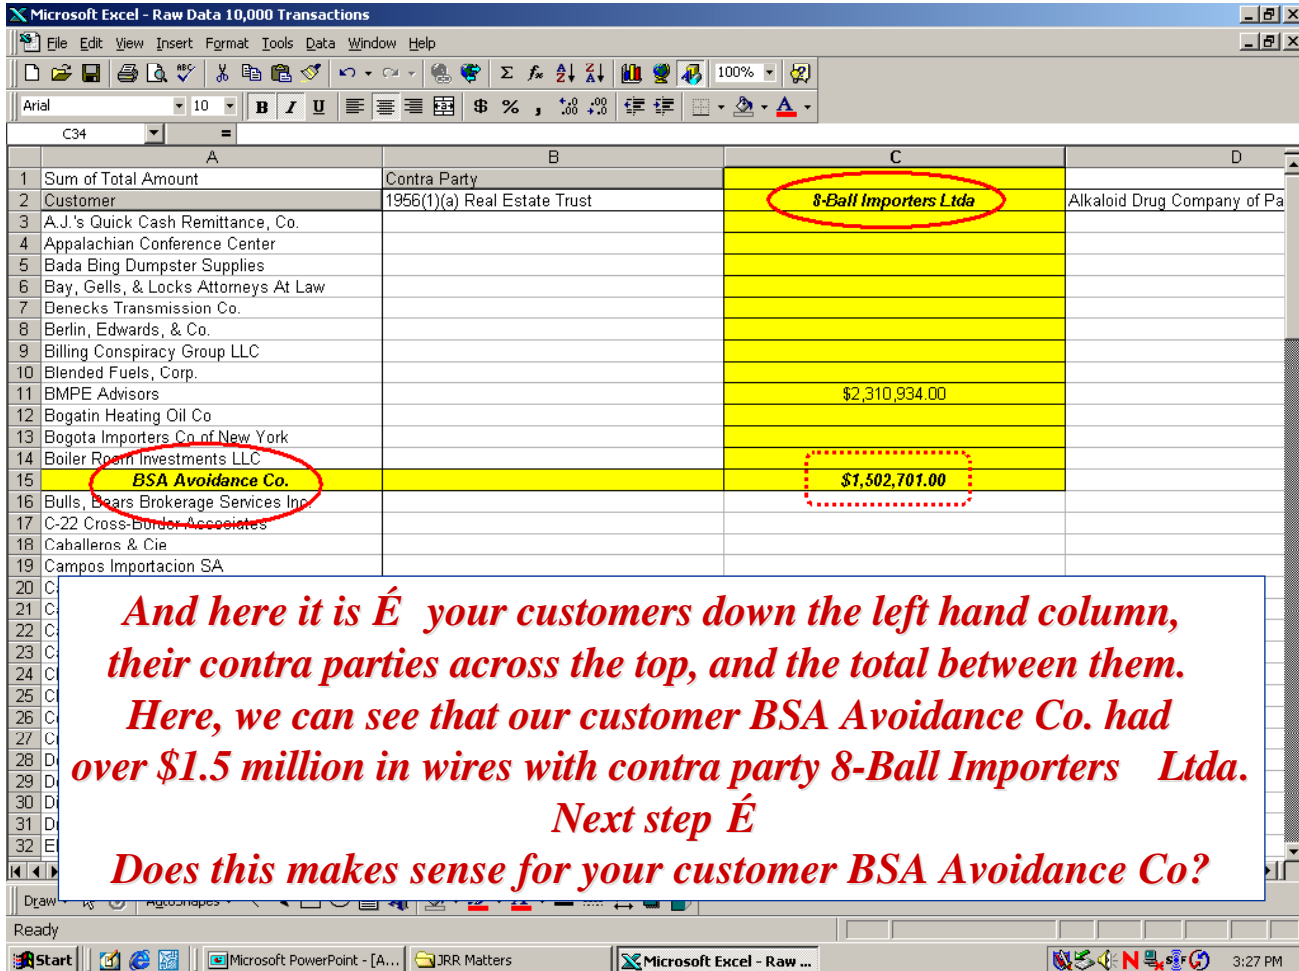 Microsoft Excel - Raw Data 10,000 Transactions
File Edit View Insert Format Tools Data Window Help
100%
Arial 10 B I U $ % ,
C34 =
A B C D
1 Sum of Total Amount Contra Party
2 Customer 1956(1)(a) Real Estate Trust 8-Ball Importers Ltda Alkaloid Drug Company of Pa
3 A.J.'s Quick Cash Remittance, Co.
4 Appalachian Conference Center
5 Bada Bing Dumpster Supplies
6 Bay, Gells, & Locks Attorneys At Law
7 Benecks Transmission Co.
8 Berlin, Edwards, & Co.
9 Billing Conspiracy Group LLC
10 Blended Fuels, Corp.
11 BMPE Advisors $2,310,934.00
12 Bogatin Heating Oil Co
13 Bogota Importers Co of New York
14 Boiler Room Investments LLC
15 BSA Avoidance Co. $1,502,701.00
16 Bulls, Bears Brokerage Services Inc.
17 C-22 Cross-Border Associates
18 Caballeros & Cie
19 Campos Importacion SA
20
21
22
23
24
25
26
27
28
29
30
31
32
And here it is É your customers down the left hand column,
their contra parties across the top, and the total between them.
Here, we can see that our customer BSA Avoidance Co. had
over $1.5 million in wires with contra party 8-Ball Importers Ltda.
Next step É
Does this makes sense for your customer BSA Avoidance Co?
Draw AutoShapes
Ready
Start Microsoft PowerPoint - [A... JRR Matters Microsoft Excel - Raw ... 3:27 PM